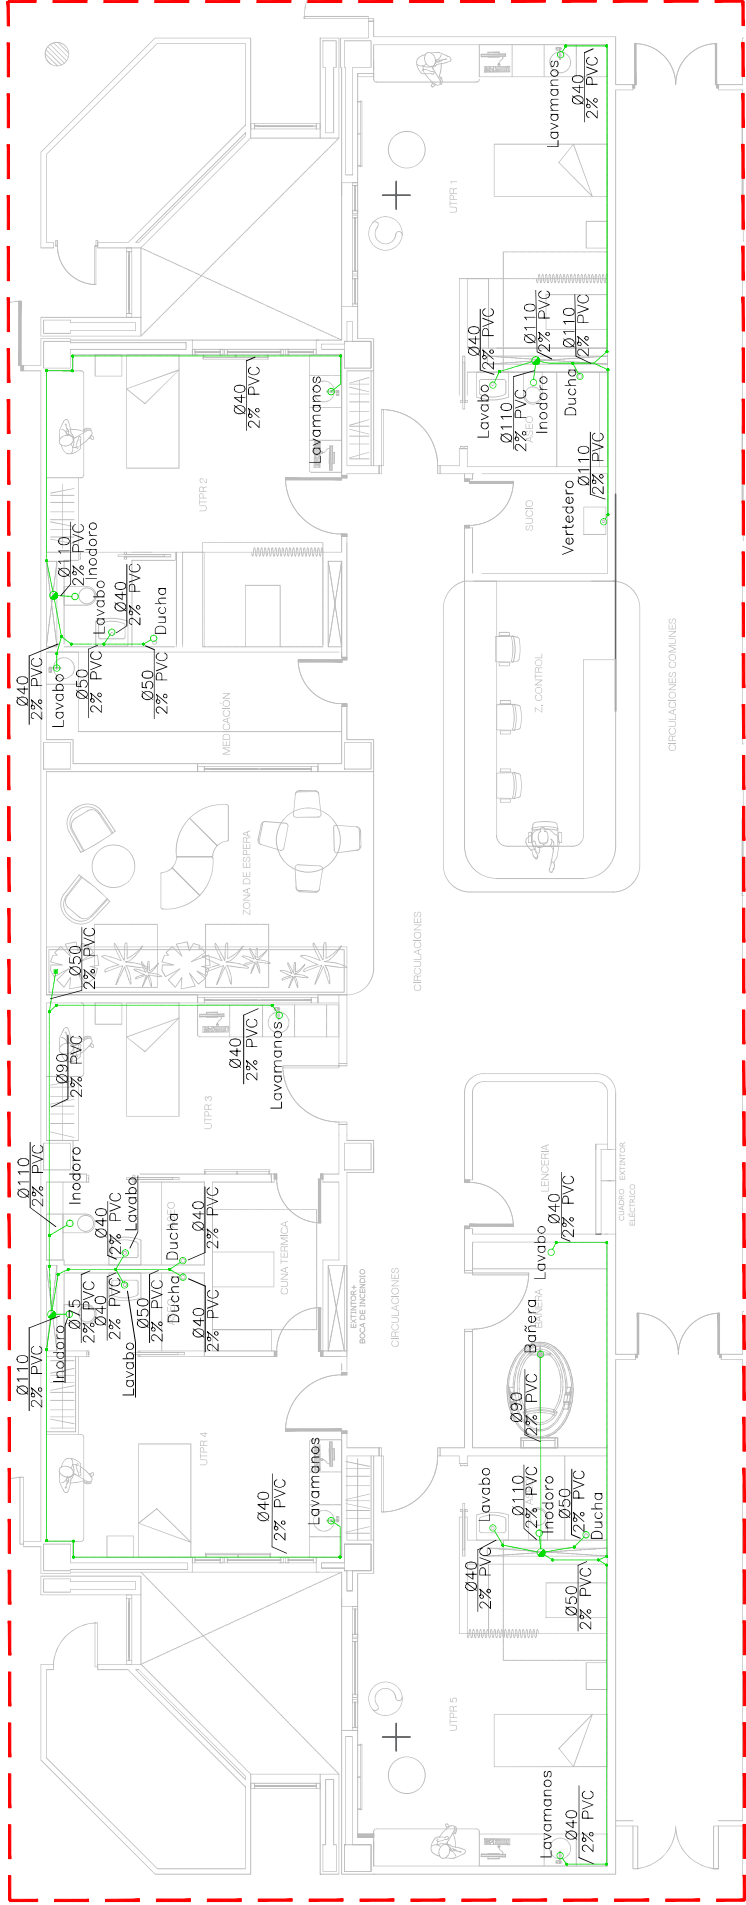 Lavamanos
Ø40
2% PVC
UTPR 1
Ø40
2% PVC
Ø110
2% PVC
Ø110
2% PVC
Lavabo
Ø110
2% PVC
Inodoro
Ducha
ASEO
Ø110
2% PVC
Vertedero
SUCIO
Ø40
2% PVC
Lavamanos
UTPR 2
Ø110
2% PVC
Inodoro
Lavabo
Ø40
2% PVC
Ducha
Ø40
2% PVC
Lavabo
Ø50
2% PVC
Ø50
2% PVC
MEDICACIÓN
Z. CONTROL
CIRCULACIONES COMUNES
ZONA DE ESPERA
CIRCULACIONES
Ø50
2% PVC
Ø90
2% PVC
Ø40
2% PVC
Lavamanos
UTPR 3
Ø110
2% PVC
Inodoro
Ø40
2% PVC
Lavabo
Ducha
Ø40
2% PVC
CUNA TERMICA
LENCERIA
CUADRO ELÉCTRICO
EXTINTOR
Ø40
2% PVC
Lavabo
Ø110
2% PVC
Inodoro
Ø75
2% PVC
Ø40
2% PVC
Lavabo
Ø50
2% PVC
Ducha
Ø40
2% PVC
EXTINTOR+
BOCA DE INCENDIO
CIRCULACIONES
Bañera
BAÑERA
Ø90
2% PVC
UTPR 4
Ø40
2% PVC
Lavamanos
Lavabo
Ø110
2% PVC
Inodoro
Ø50
2% PVC
Ducha
Ø40
2% PVC
Ø50
2% PVC
UTPR 5
Lavamanos
Ø40
2% PVC